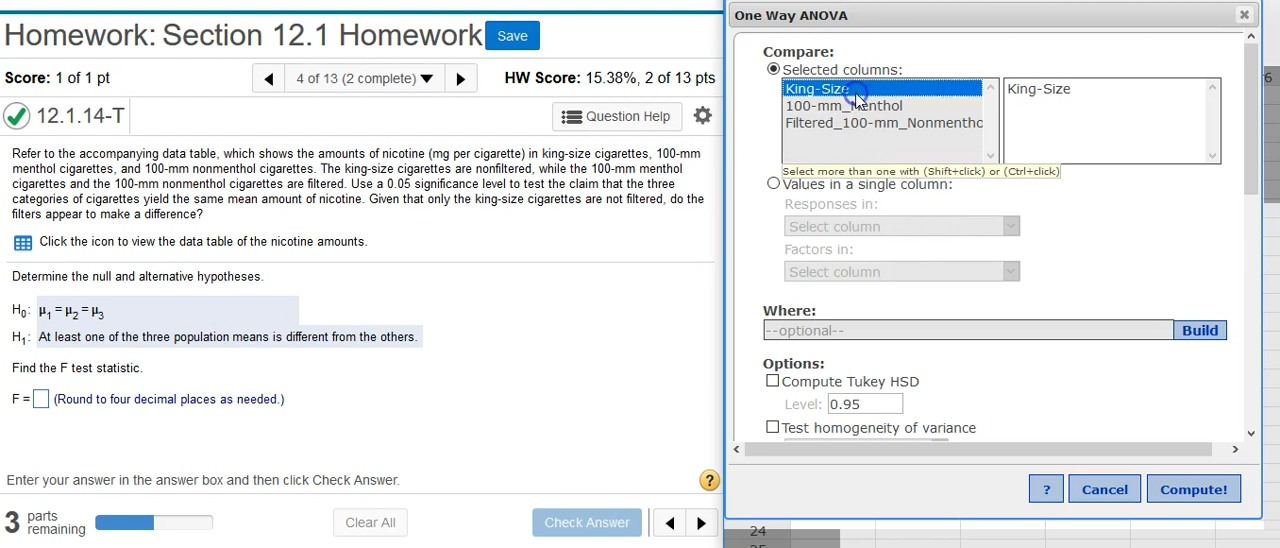 Homework: Section 12.1 Homework
Save
Score: 1 of 1 pt
4 of 13 (2 complete)
HW Score: 15.38%, 2 of 13 pts
12.1.14-T
Question Help
Refer to the accompanying data table, which shows the amounts of nicotine (mg per cigarette) in king-size cigarettes, 100-mm
menthol cigarettes, and 100-mm nonmenthol cigarettes. The king-size cigarettes are nonfiltered, while the 100-mm menthol
cigarettes and the 100-mm nonmenthol cigarettes are filtered. Use a 0.05 significance level to test the claim that the three
categories of cigarettes yield the same mean amount of nicotine. Given that only the king-size cigarettes are not filtered, do the
filters appear to make a difference?
Click the icon to view the data table of the nicotine amounts.
Determine the null and alternative hypotheses.
H₀: μ₁ = μ₂ = μ₃
H₁: At least one of the three population means is different from the others.
Find the F test statistic.
F = (Round to four decimal places as needed.)
Enter your answer in the answer box and then click Check Answer.
?
3 parts remaining
Clear All
Check Answer
One Way ANOVA
Compare:
Selected columns:
King-Size
100-mm_Menthol
Filtered_100-mm_Nonmentho
King-Size
Select more than one with (Shift+click) or (Ctrl+click)
Values in a single column:
Responses in:
Select column
Factors in:
Select column
Where:
--optional--
Build
Options:
Compute Tukey HSD
Level: 0.95
Test homogeneity of variance
?
Cancel
Compute!
24